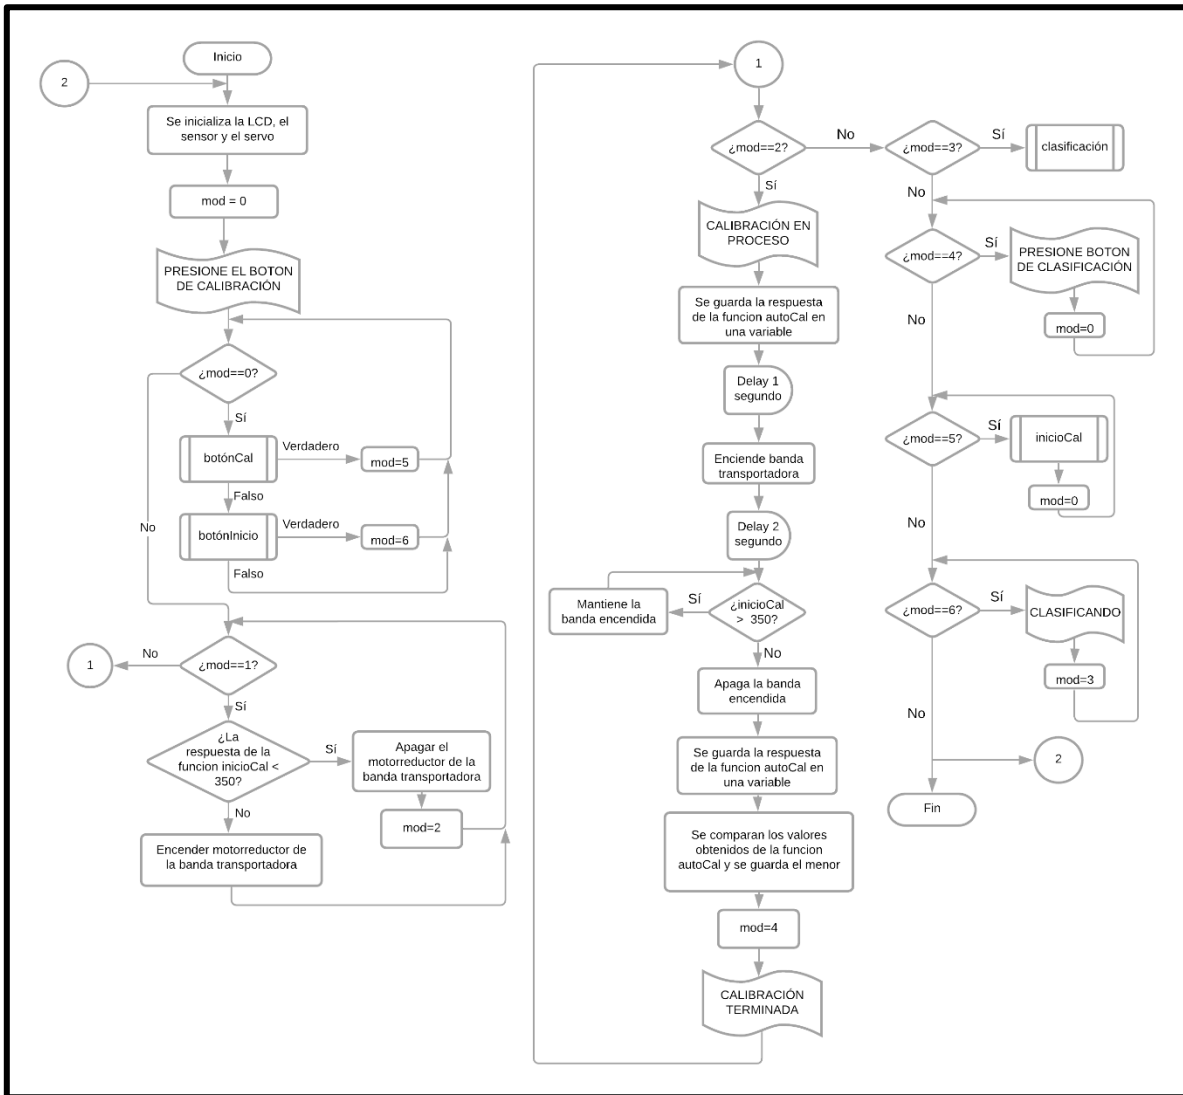 Inicio
2
Se inicializa la LCD, el
sensor y el servo
mod = 0
PRESIONE EL BOTON
DE CALIBRACIÓN
¿mod==0?
Sí
No
botónCal
Verdadero
mod=5
Falso
botónInicio
Verdadero
mod=6
Falso
¿mod==1?
No
1
Sí
¿La
respuesta de la
funcion inicioCal <
350?
Sí
Apagar el
motorreductor de la
banda transportadora
mod=2
No
Encender motorreductor de
la banda transportadora
1
¿mod==2?
No
Sí
CALIBRACIÓN EN
PROCESO
Se guarda la respuesta
de la funcion autoCal en
una variable
Delay 1
segundo
Enciende banda
transportadora
Delay 2
segundo
¿inicioCal
> 350?
Sí
Mantiene la
banda encendida
No
Apaga la banda
encendida
Se guarda la respuesta
de la funcion autoCal en
una variable
Se comparan los valores
obtenidos de la funcion
autoCal y se guarda el menor
mod=4
CALIBRACIÓN
TERMINADA
¿mod==3?
Sí
clasificación
No
¿mod==4?
Sí
PRESIONE BOTON
DE CLASIFICACIÓN
mod=0
No
¿mod==5?
Sí
inicioCal
mod=0
No
¿mod==6?
Sí
CLASIFICANDO
mod=3
No
2
Fin